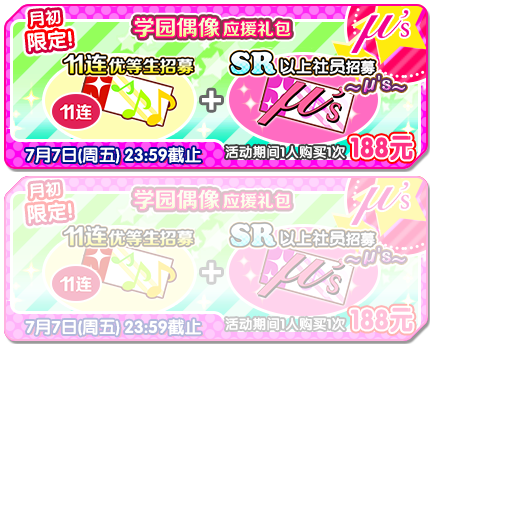 月初
限定!
学园偶像 应援礼包
μ's
11连优等生招募
SR以上社员招募
~μ's~
11连
+
μ's
7月7日(周五) 23:59截止
活动期间1人购买1次 188元
月初
限定!
学园偶像 应援礼包
μ's
11连优等生招募
SR以上社员招募
~μ's~
11连
+
μ's
7月7日(周五) 23:59截止
活动期间1人购买1次 188元